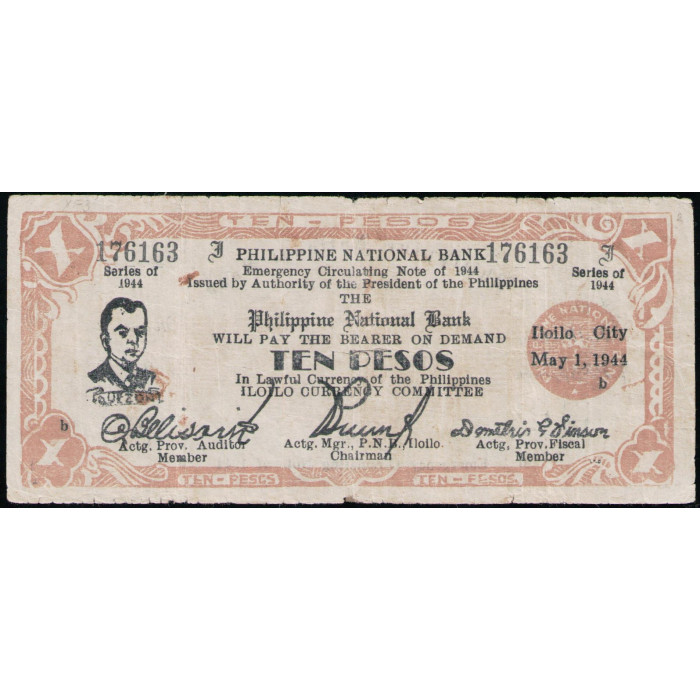 TEN - PESOS
X X
176163 J PHILIPPINE NATIONAL BANK 176163 J
Series of 1944 Emergency Circulating Note of 1944 Series of 1944
Issued by Authority of the President of the Philippines
THE
Philippine National Bank
WILL PAY THE BEARER ON DEMAND
TEN PESOS
In Lawful Currency of the Philippines
ILOILO CURRENCY COMMITTEE
QUEZON
Iloilo City
May 1, 1944
b
b
Actg. Prov. Auditor Actg. Mgr., P.N.B. Iloilo. Actg, Prov. Fiscal
Member Chairman Member
X X
TEN-PESOS TEN - PESOS